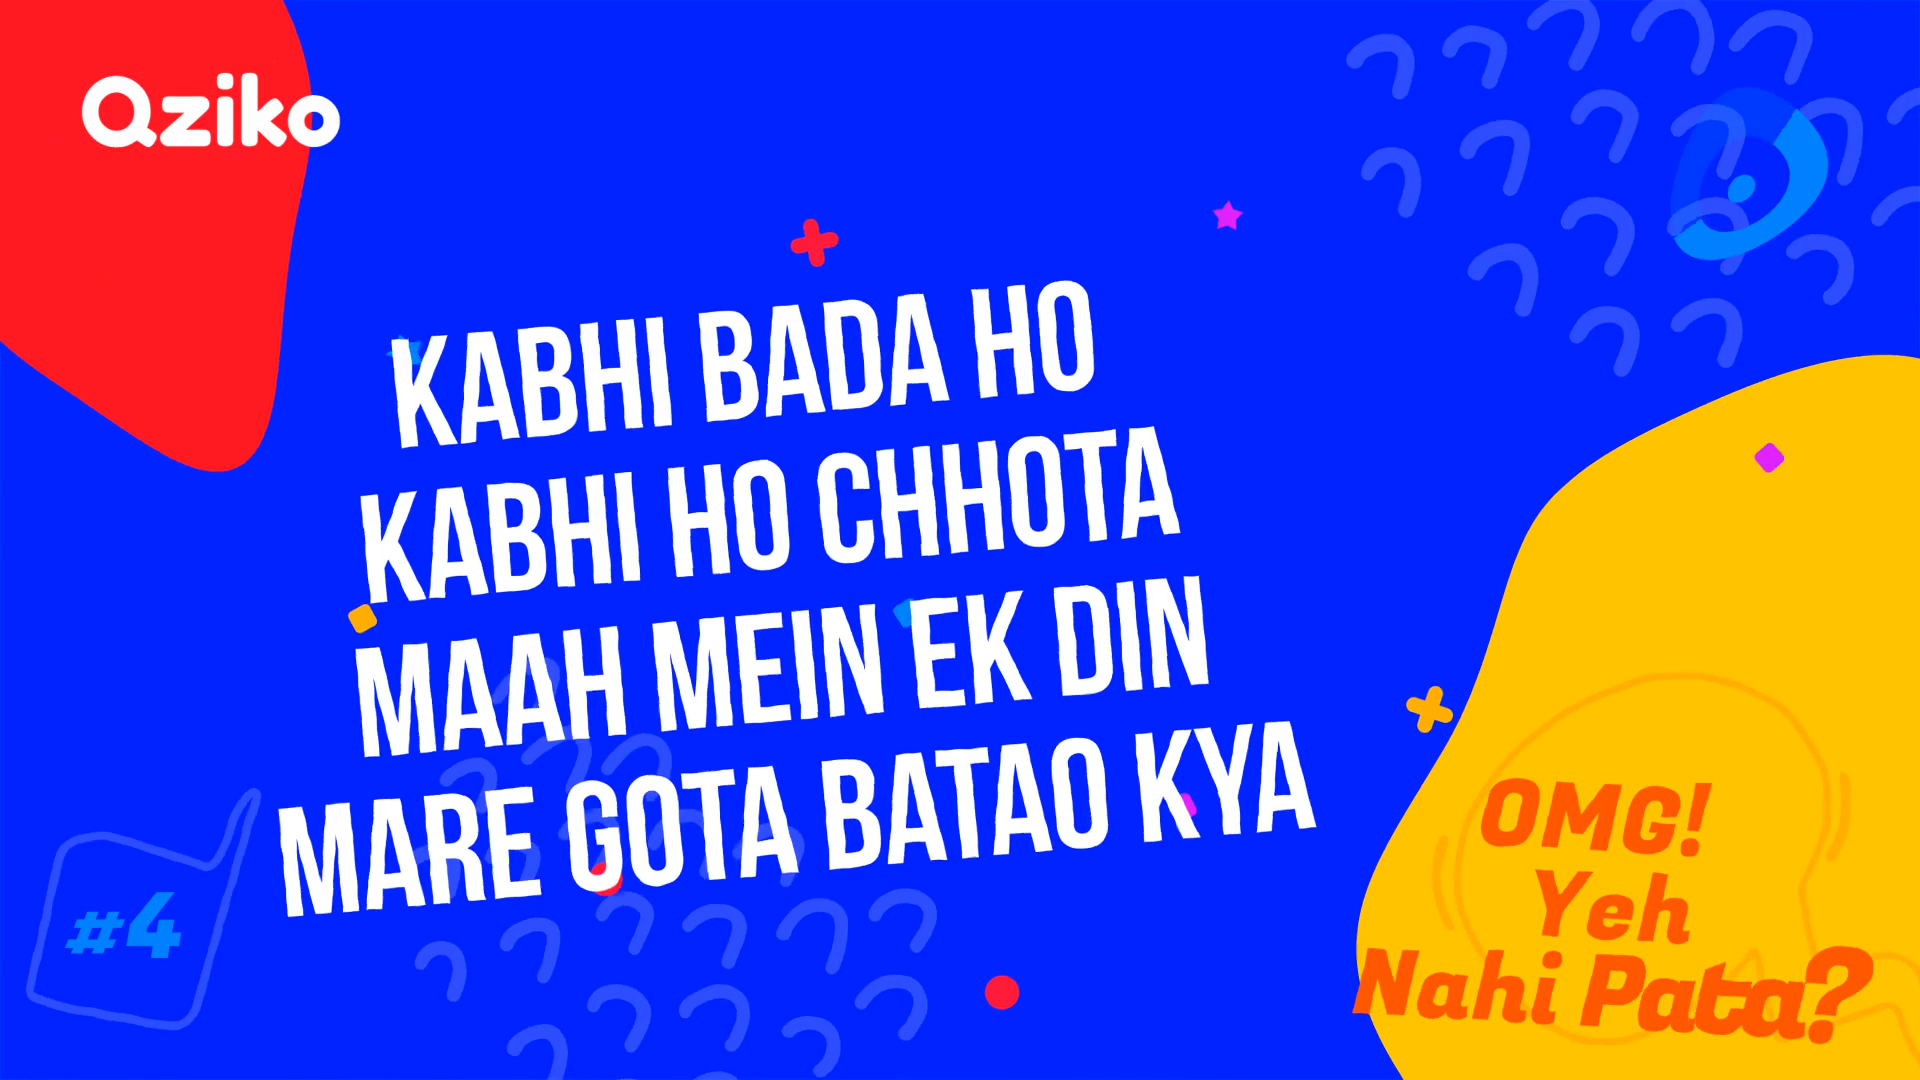 Qziko
KABHI BADA HO
KABHI HO CHHOTA
MAAH MEIN EK DIN
MARE GOTA BATAO KYA
#4
OMG!
Yeh
Nahi Pata?